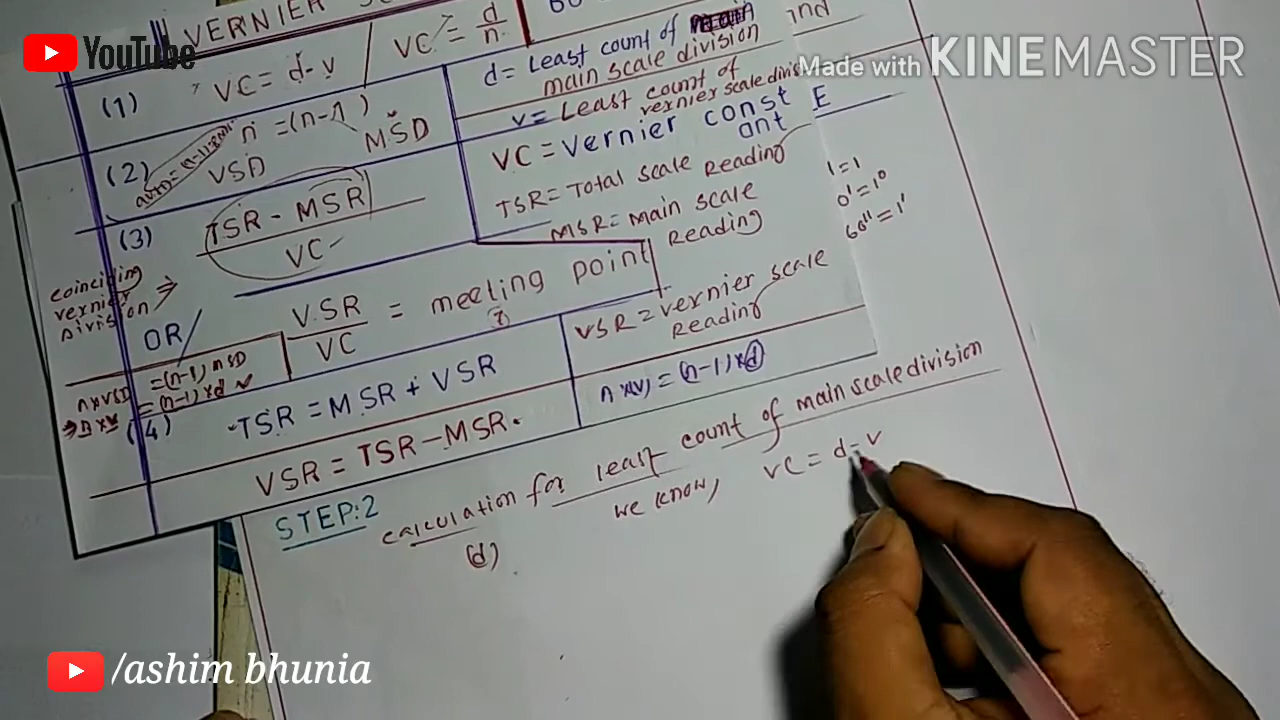 YouTube
VERNIER
Made with KINEMASTER
(1) VC = d - v / VC = d/n
d = Least count of main scale division
v = Least count of vernier scale divis
(2) n VSD = (n-1) MSD
VC = Vernier constant
E
(3) TSR - MSR / VC
TSR = Total scale Reading
MSR = Main scale Reading
1 = 1
0' = 1°
60" = 1'
coinciding vernier Division ⇒
OR/
VSR / VC = meeting point
VSR = vernier scale Reading
n x VSD = (n-1) MSD
⇒ n x v = (n-1) x d
(4) TSR = MSR + VSR
n x (v) = (n-1) x d
VSR = TSR - MSR.
STEP:2
calculation for least count of main scale division
(d)
we know, VC = d - v
/ashim bhunia